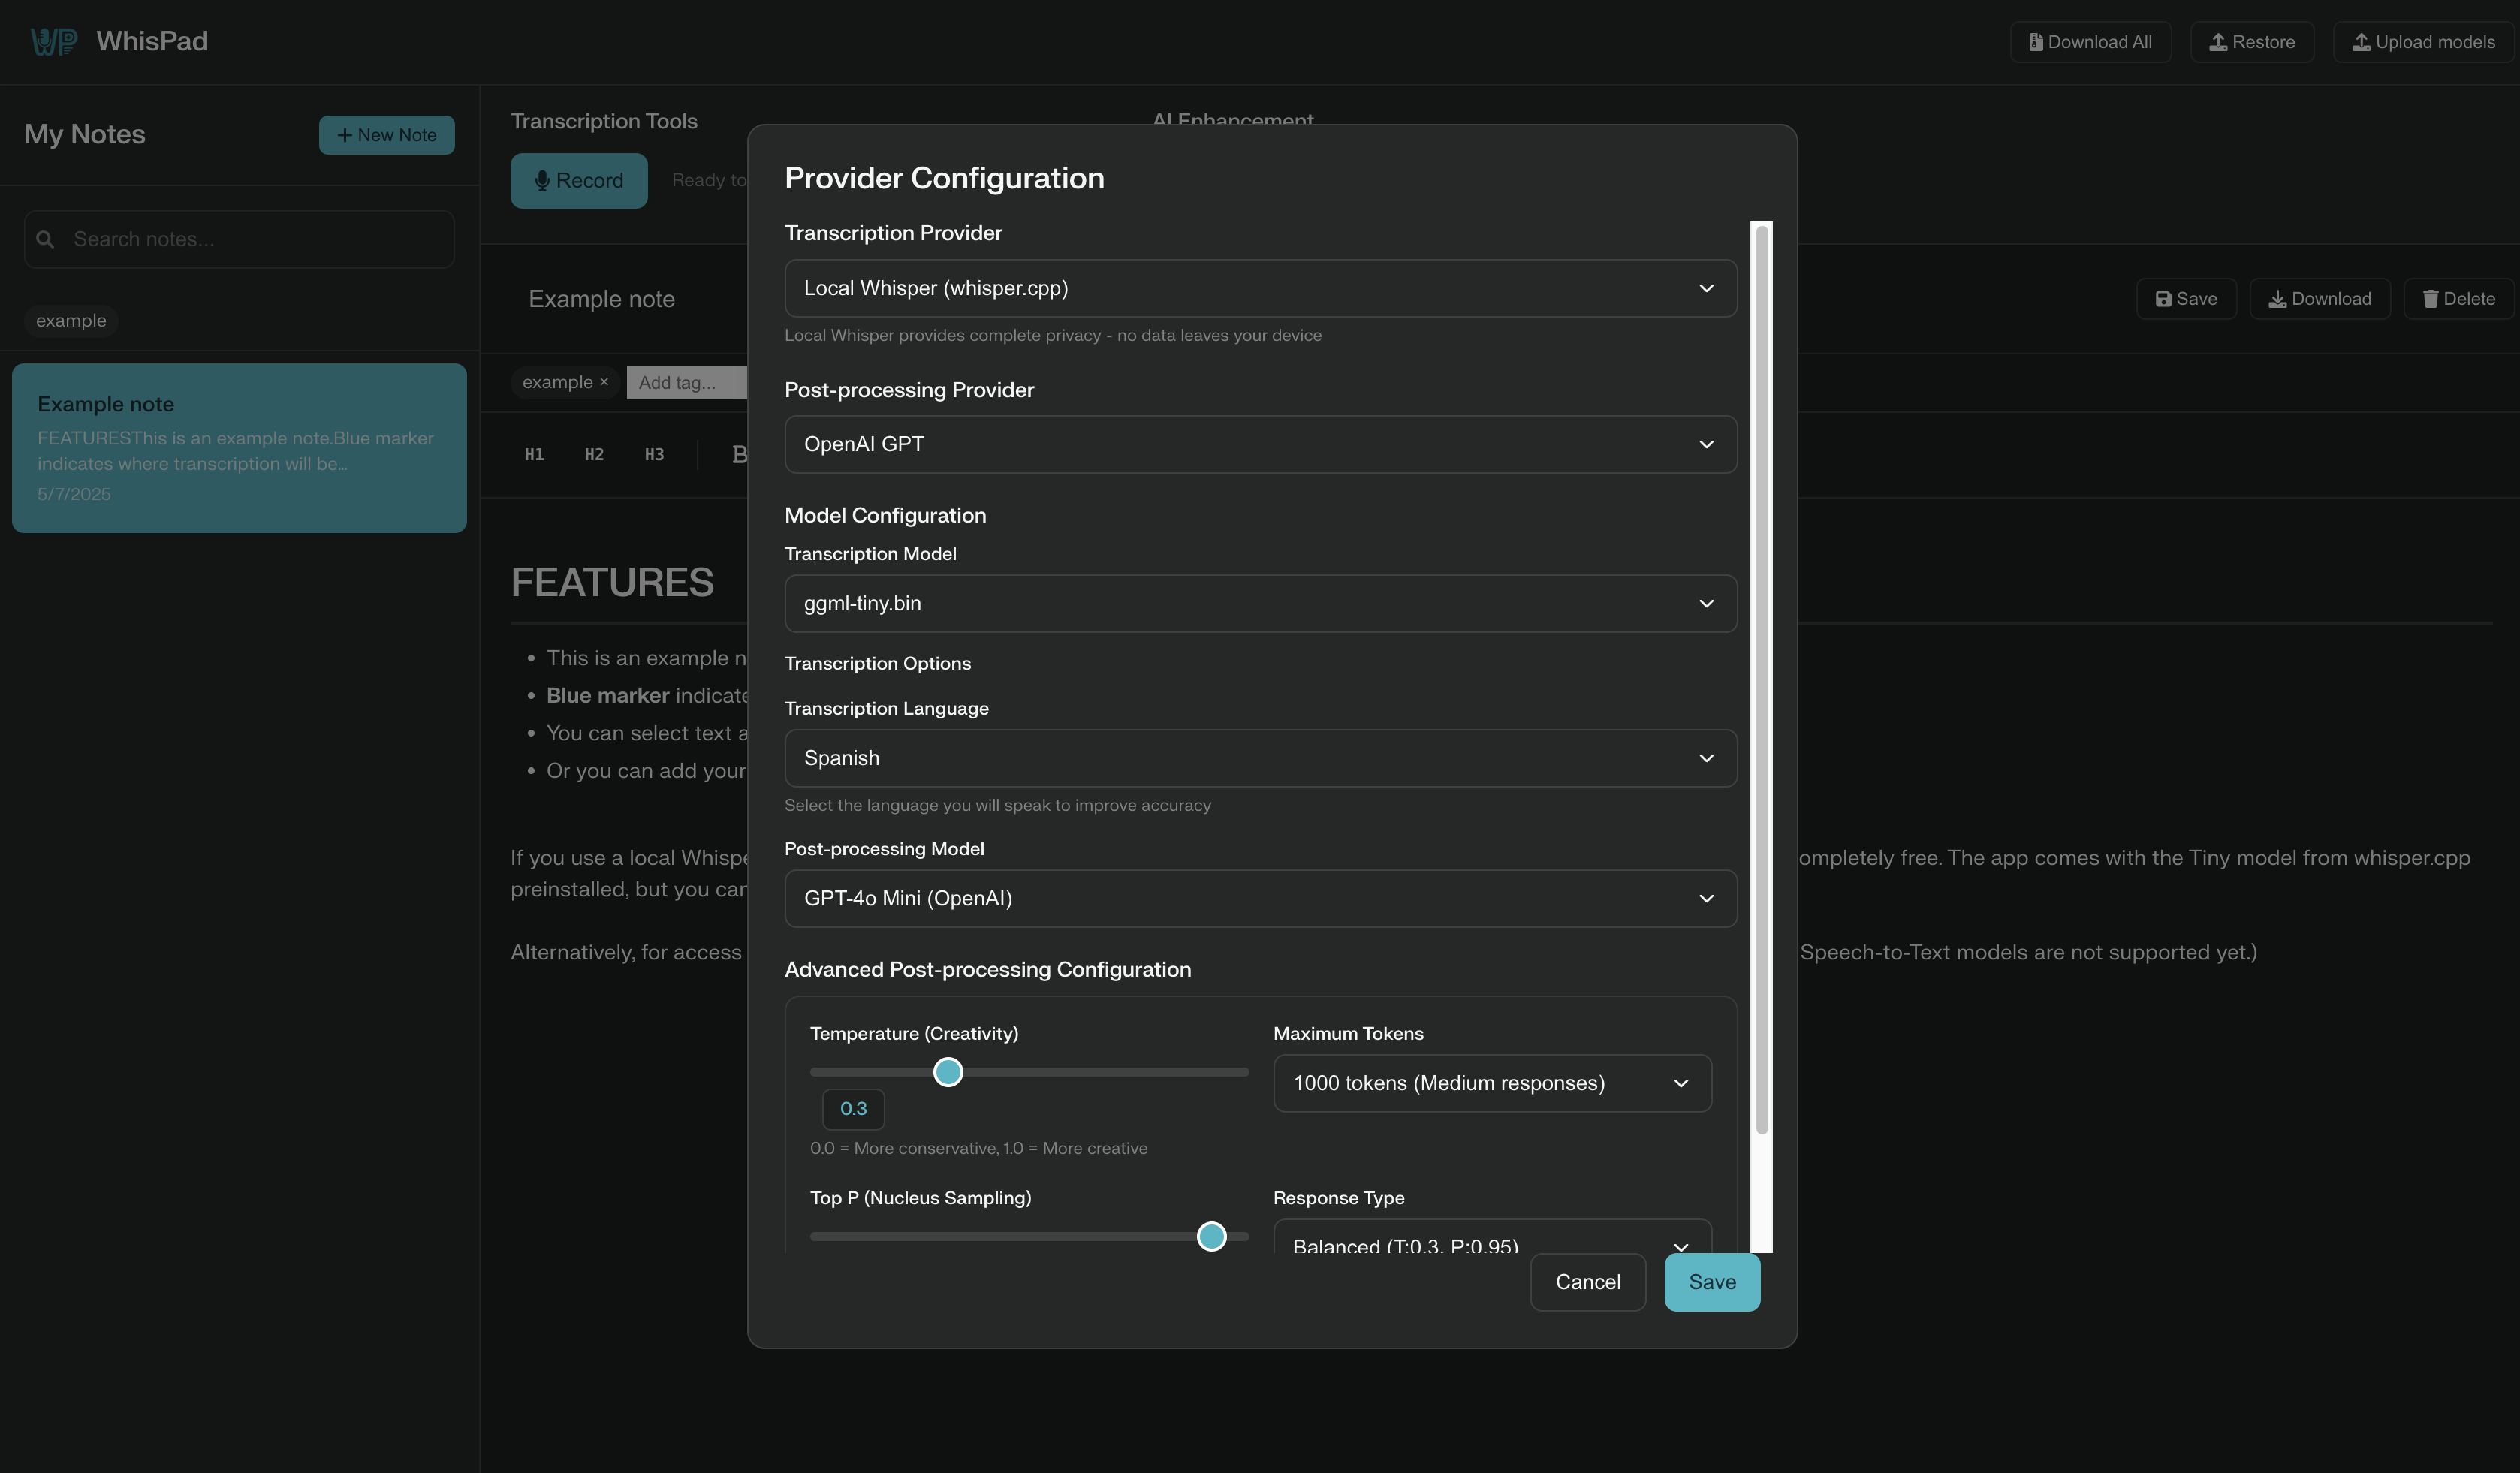 WP WhisPad
Download All
Restore
Upload models
My Notes
+ New Note
Search notes...
example
Example note
FEATURESThis is an example note.Blue marker
indicates where transcription will be...
5/7/2025
Transcription Tools
AI Enhancement
Record
Ready to
Example note
Save
Download
Delete
example ×
Add tag...
H1 H2 H3 B
FEATURES
• This is an example n
• Blue marker indicate
• You can select text a
• Or you can add your
If you use a local Whispe
ompletely free. The app comes with the Tiny model from whisper.cpp
preinstalled, but you can
Alternatively, for access
Speech-to-Text models are not supported yet.)
Provider Configuration
Transcription Provider
Local Whisper (whisper.cpp)
Local Whisper provides complete privacy - no data leaves your device
Post-processing Provider
OpenAI GPT
Model Configuration
Transcription Model
ggml-tiny.bin
Transcription Options
Transcription Language
Spanish
Select the language you will speak to improve accuracy
Post-processing Model
GPT-4o Mini (OpenAI)
Advanced Post-processing Configuration
Temperature (Creativity)
0.3
0.0 = More conservative, 1.0 = More creative
Maximum Tokens
1000 tokens (Medium responses)
Top P (Nucleus Sampling)
Response Type
Balanced (T:0.3, P:0.95)
Cancel
Save